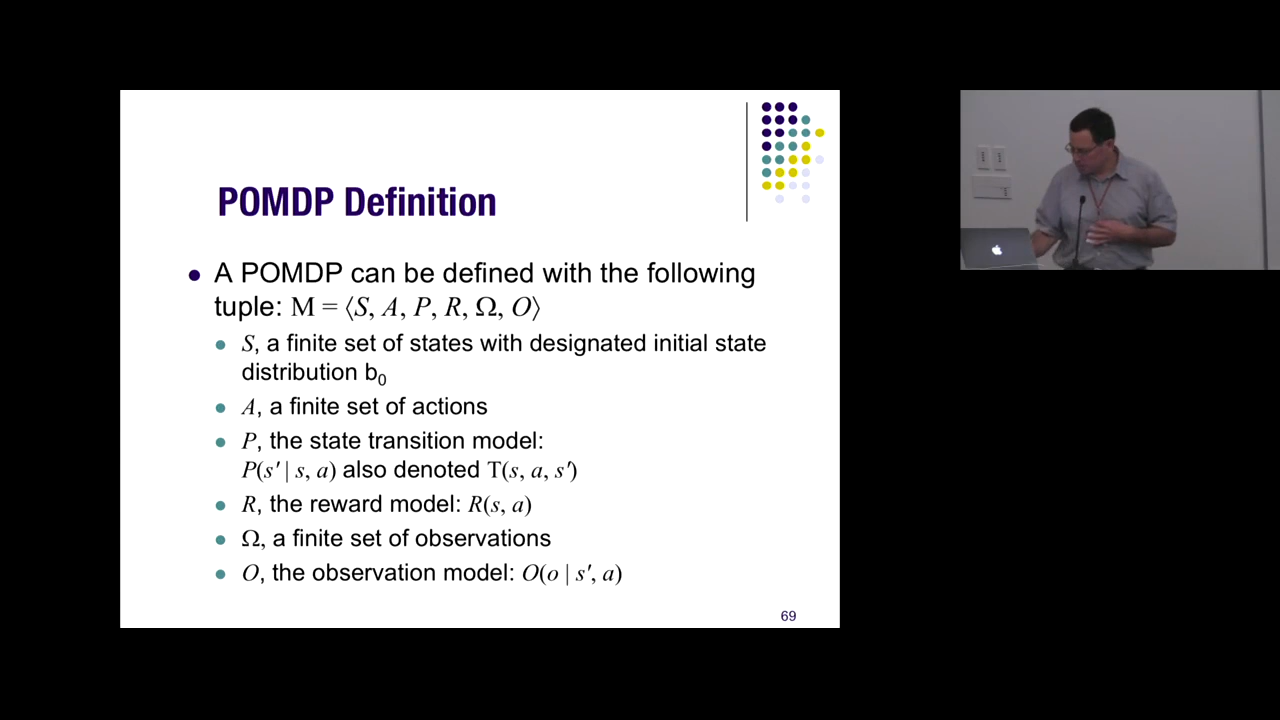 POMDP Definition
A POMDP can be defined with the following
tuple: M = ⟨S, A, P, R, Ω, O⟩
S, a finite set of states with designated initial state
distribution b₀
A, a finite set of actions
P, the state transition model:
P(s′ | s, a) also denoted T(s, a, s′)
R, the reward model: R(s, a)
Ω, a finite set of observations
O, the observation model: O(o | s′, a)
69